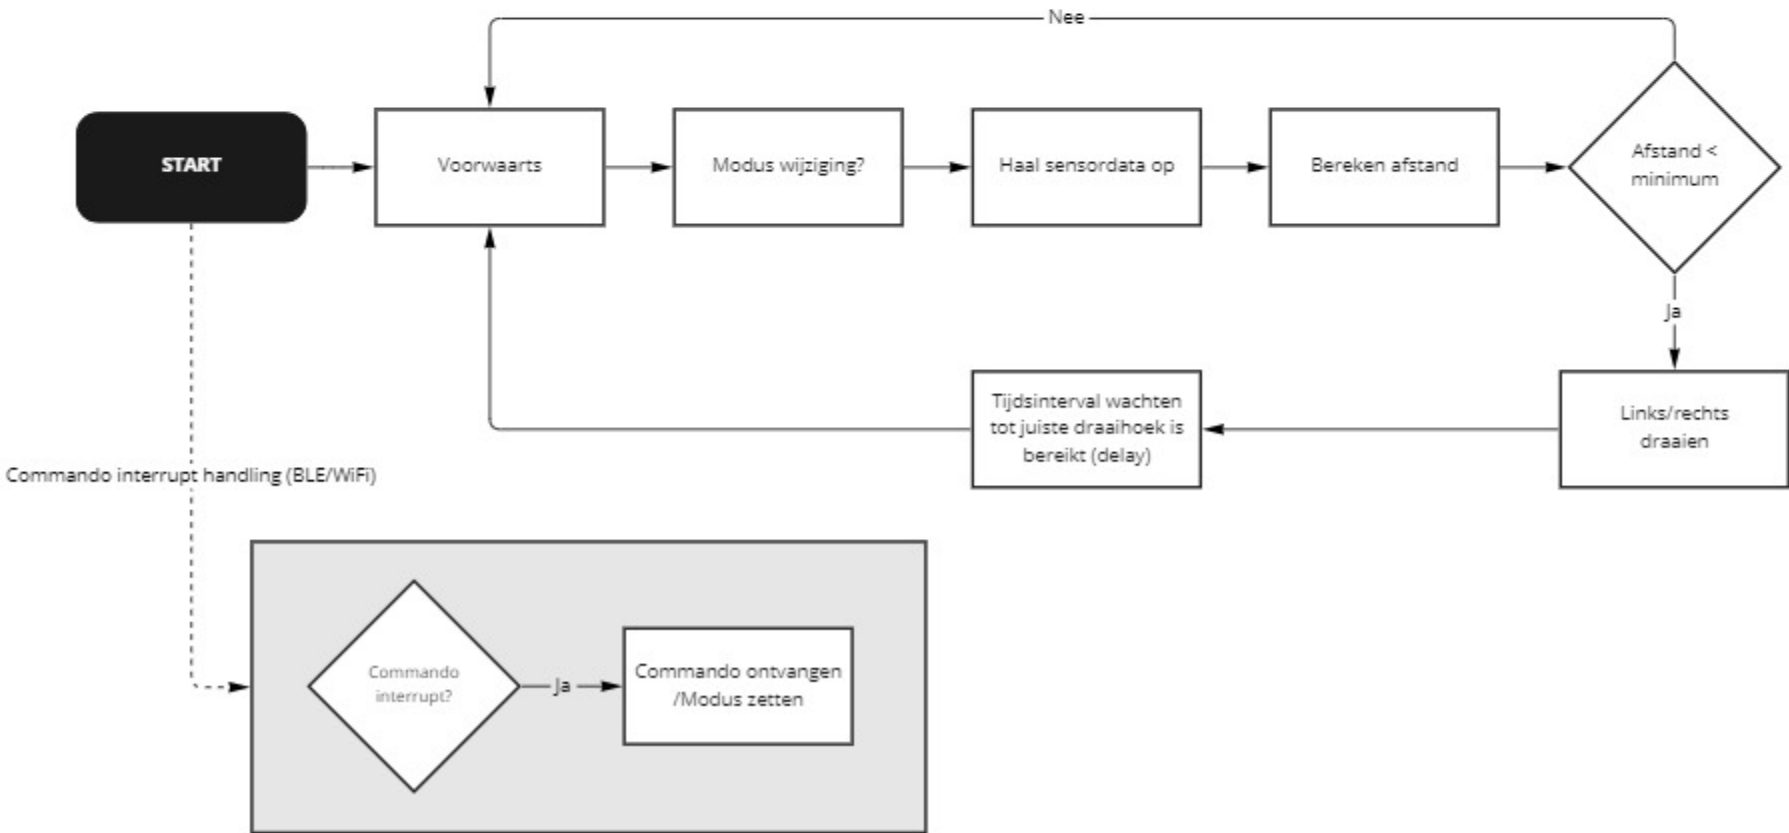 Nee
START
Voorwaarts
Modus wijziging?
Haal sensordata op
Bereken afstand
Afstand <
minimum
Ja
Tijdsinterval wachten
tot juiste draaihoek is
bereikt (delay)
Links/rechts
draaien
Commando interrupt handling (BLE/WiFi)
Commando
interrupt?
Ja
Commando ontvangen
/Modus zetten